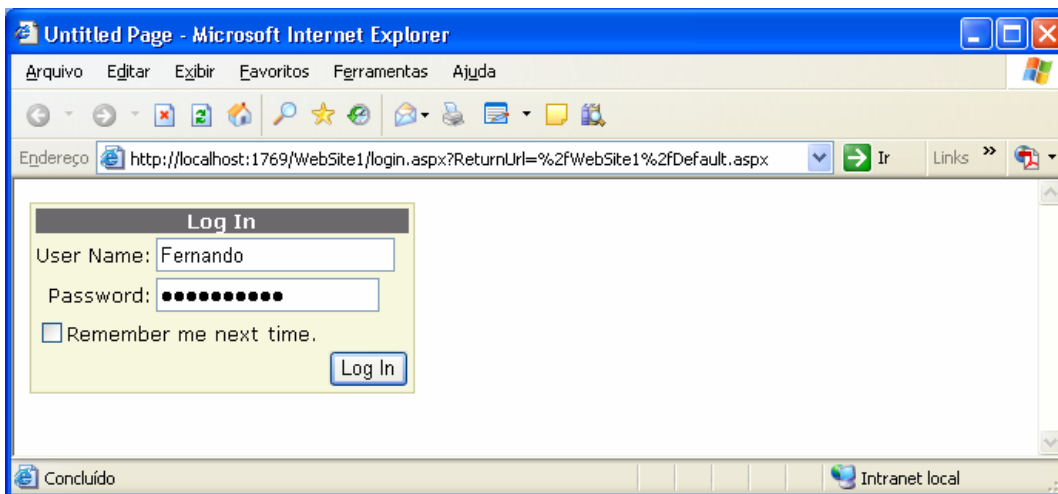 Untitled Page - Microsoft Internet Explorer
Arquivo Editar Exibir Favoritos Ferramentas Ajuda
Endereço http://localhost:1769/WebSite1/login.aspx?ReturnUrl=%2fWebSite1%2fDefault.aspx Ir Links »
Log In
User Name: Fernando
Password: ●●●●●●●●●●
Remember me next time.
Log In
Concluído Intranet local